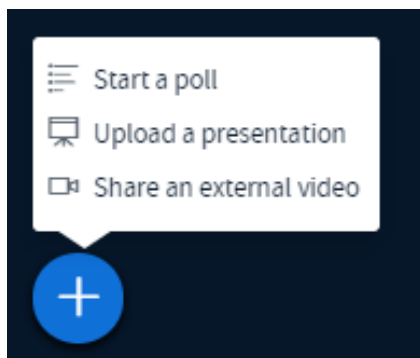 Start a poll
Upload a presentation
Share an external video